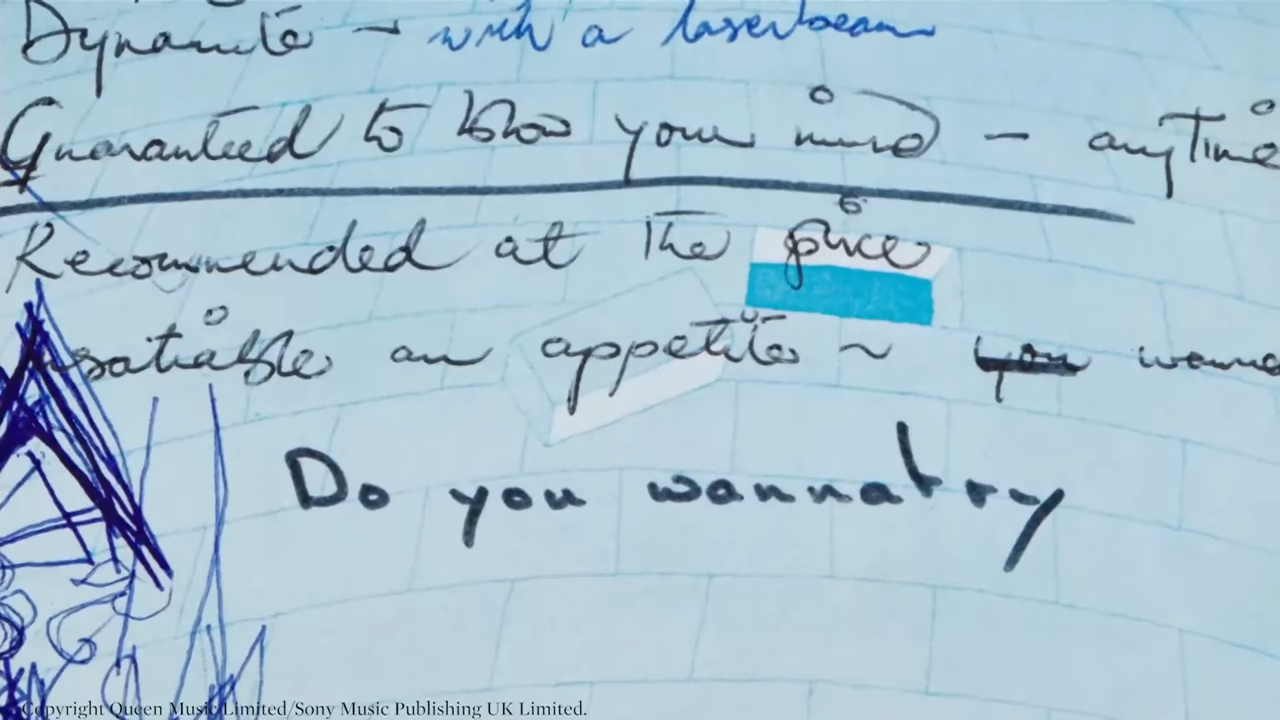 Dynamite - with a laserbeam
Guaranteed to blow your mind - anytime
Recommended at the price
insatiable an appetite ~ you wanna
Do you wanna try
Copyright Queen Music Limited/Sony Music Publishing UK Limited.